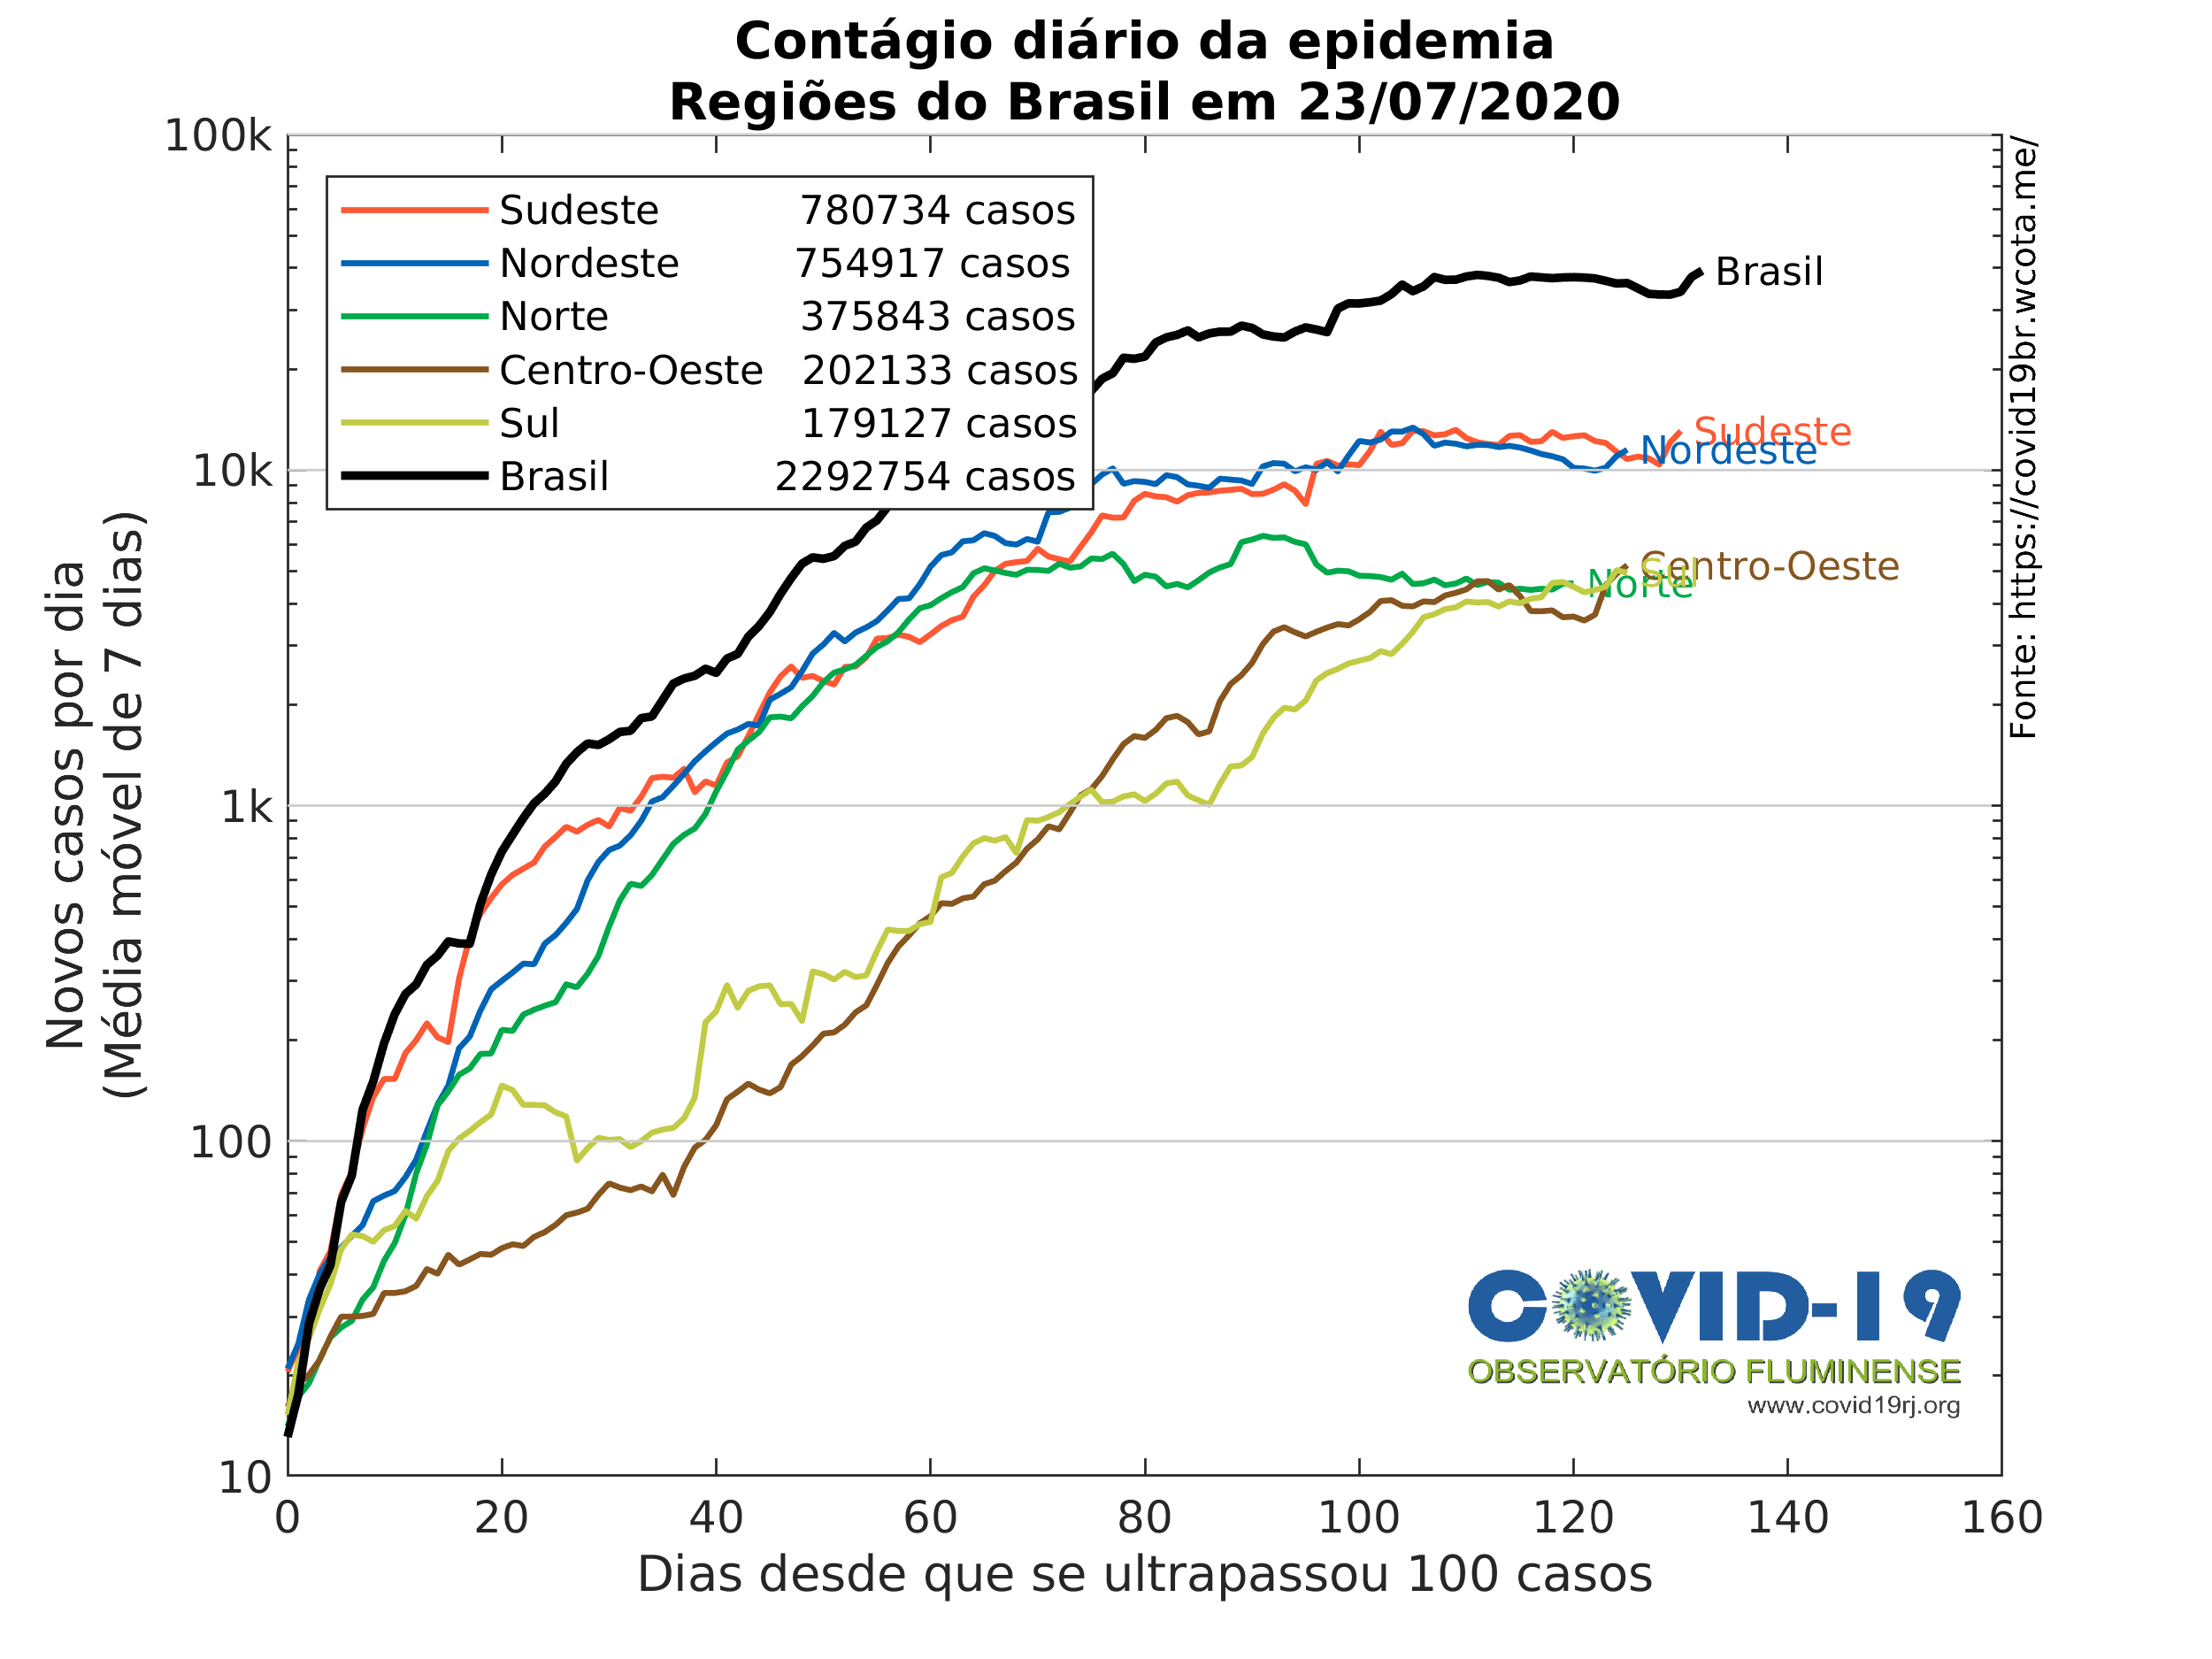 Contágio diário da epidemia
Regiões do Brasil em 23/07/2020
100k
10k
1k
100
10
Novos casos por dia
(Média móvel de 7 dias)
Sudeste 780734 casos
Nordeste 754917 casos
Norte 375843 casos
Centro-Oeste 202133 casos
Sul 179127 casos
Brasil 2292754 casos
Brasil
Sudeste
Nordeste
Centro-Oeste
Sul
Norte
Fonte: https://covid19br.wcota.me/
COVID-19
OBSERVATÓRIO FLUMINENSE
www.covid19rj.org
0 20 40 60 80 100 120 140 160
Dias desde que se ultrapassou 100 casos